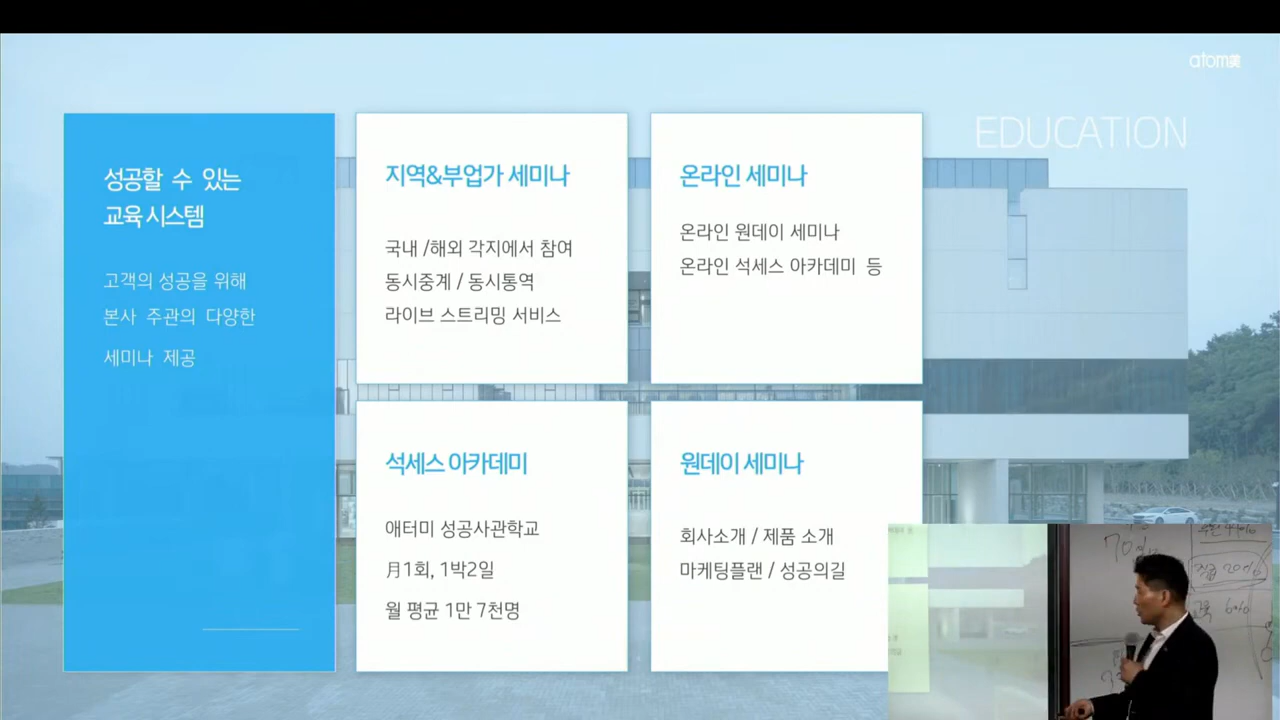 atom美
EDUCATION
성공할 수 있는
교육 시스템
고객의 성공을 위해
본사 주관의 다양한
세미나 제공
지역&부업가 세미나
국내 /해외 각지에서 참여
동시중계 / 동시통역
라이브 스트리밍 서비스
온라인 세미나
온라인 원데이 세미나
온라인 석세스 아카데미 등
석세스 아카데미
애터미 성공사관학교
月1회, 1박2일
월 평균 1만 7천명
원데이 세미나
회사소개 / 제품 소개
마케팅플랜 / 성공의길
70%
직급 20%
교육 6%